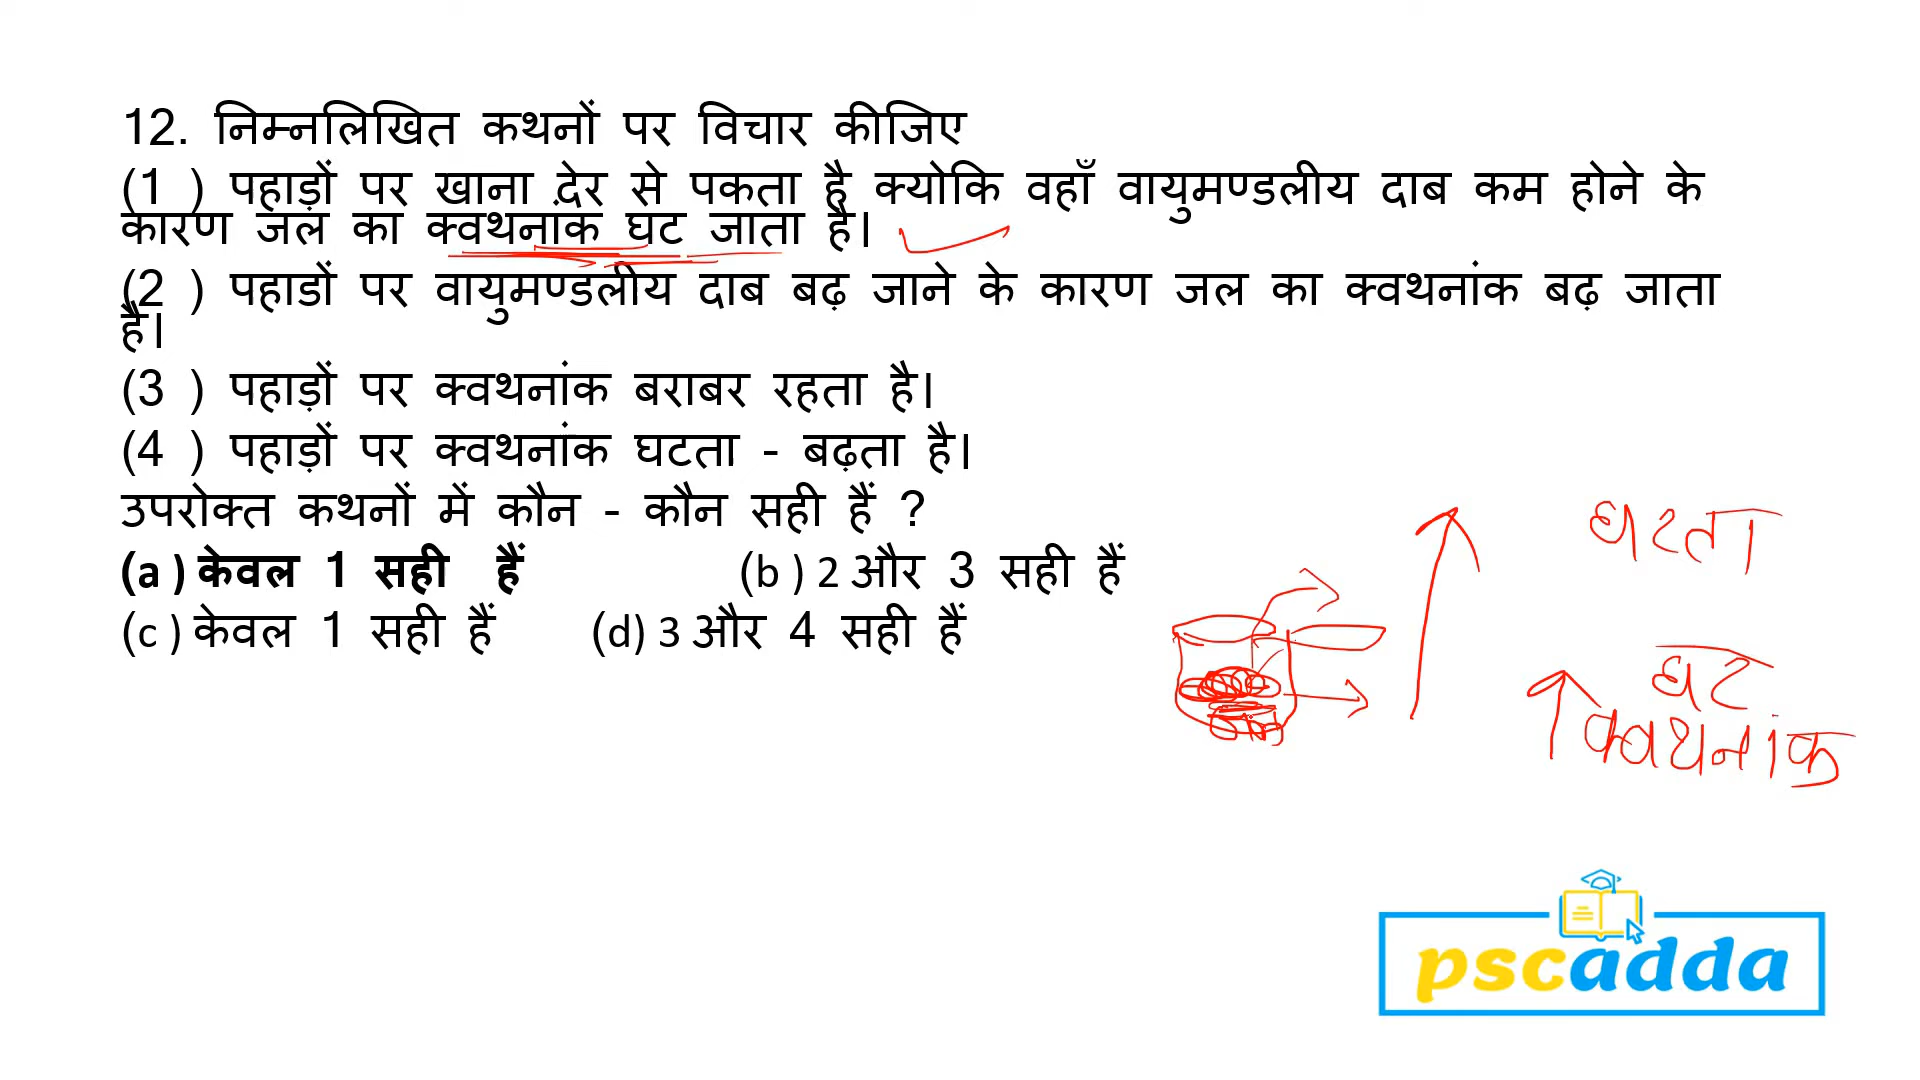 12. निम्नलिखित कथनों पर विचार कीजिए
(1 ) पहाड़ों पर खाना देर से पकता है क्योकि वहाँ वायुमण्डलीय दाब कम होने के
कारण जल का क्वथनांक घट जाता है।
(2 ) पहाडों पर वायुमण्डलीय दाब बढ़ जाने के कारण जल का क्वथनांक बढ़ जाता
है।
(3 ) पहाड़ों पर क्वथनांक बराबर रहता है।
(4 ) पहाड़ों पर क्वथनांक घटता - बढ़ता है।
उपरोक्त कथनों में कौन - कौन सही हैं ?
(a ) केवल 1 सही हैं (b ) 2 और 3 सही हैं
(c ) केवल 1 सही हैं (d) 3 और 4 सही हैं
घटता
घट
क्वथनांक
pscadda